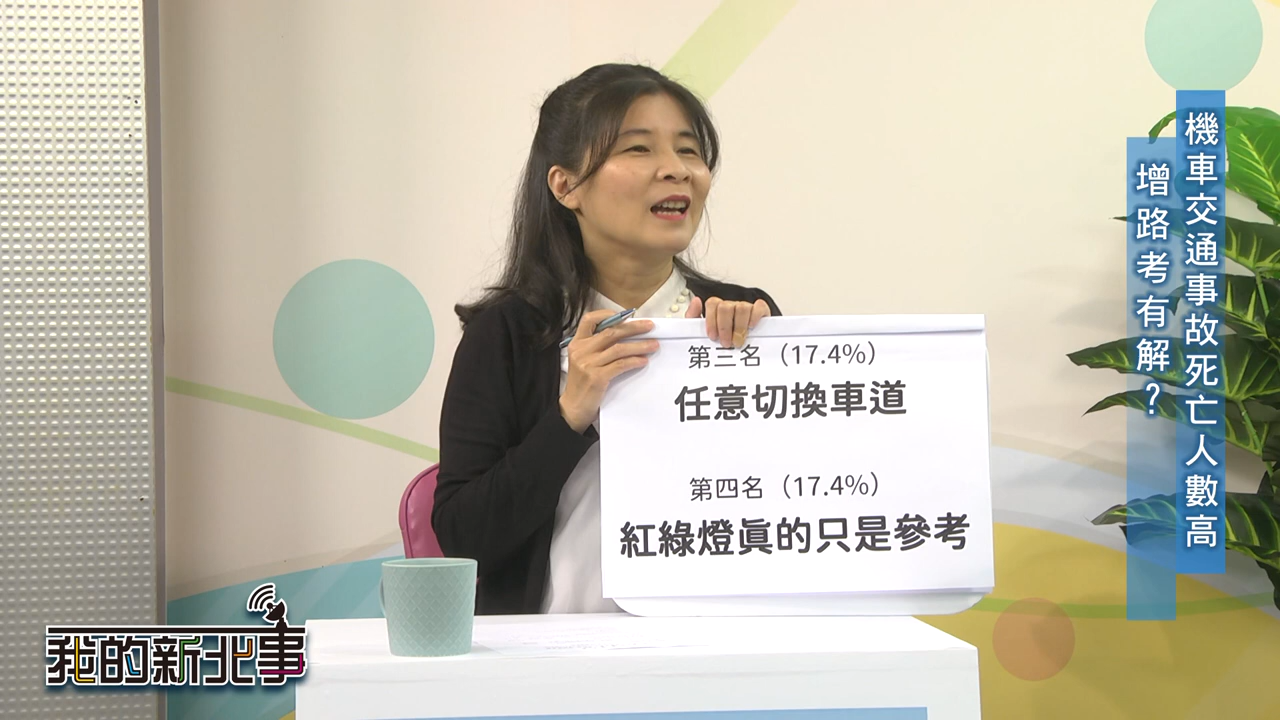 機車交通事故死亡人數高
增路考有解？
第三名（17.4%）
任意切換車道
第四名（17.4%）
紅綠燈真的只是參考
我的新北事